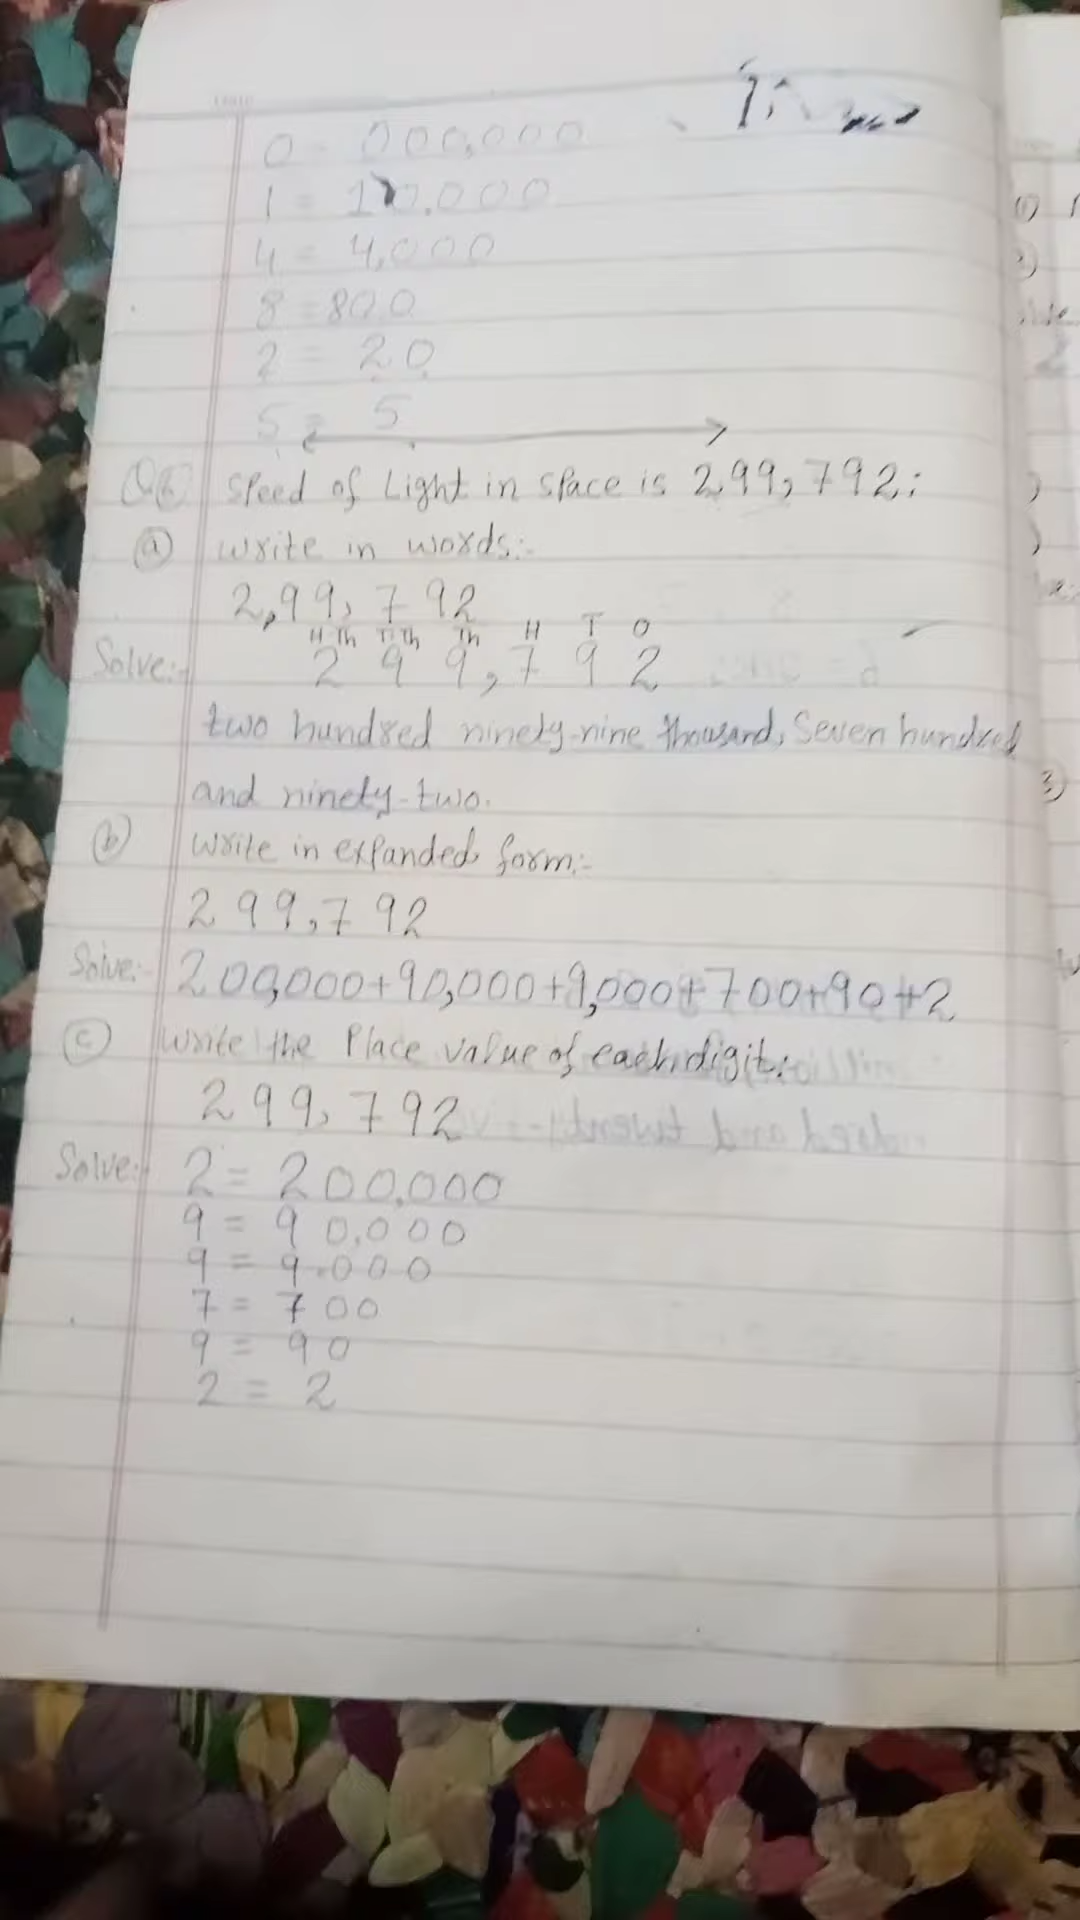 0 = 000,000
1 = 10,000
4 = 4,000
8 = 800
2 = 20
5 = 5
Speed of Light in space is 299,792:
(a) write in words:-
2,99,792
H.Th T.Th Th H T O
Solve:- 2 9 9,7 9 2
two hundred ninety-nine thousand, Seven hundred
and ninety-two.
(b) write in expanded form:-
299,792
Solve:- 200,000+90,000+9,000+700+90+2
(c) write the Place value of each digit:
299,792
Solve:- 2 = 200,000
9 = 90,000
9 = 9,000
7 = 700
9 = 90
2 = 2